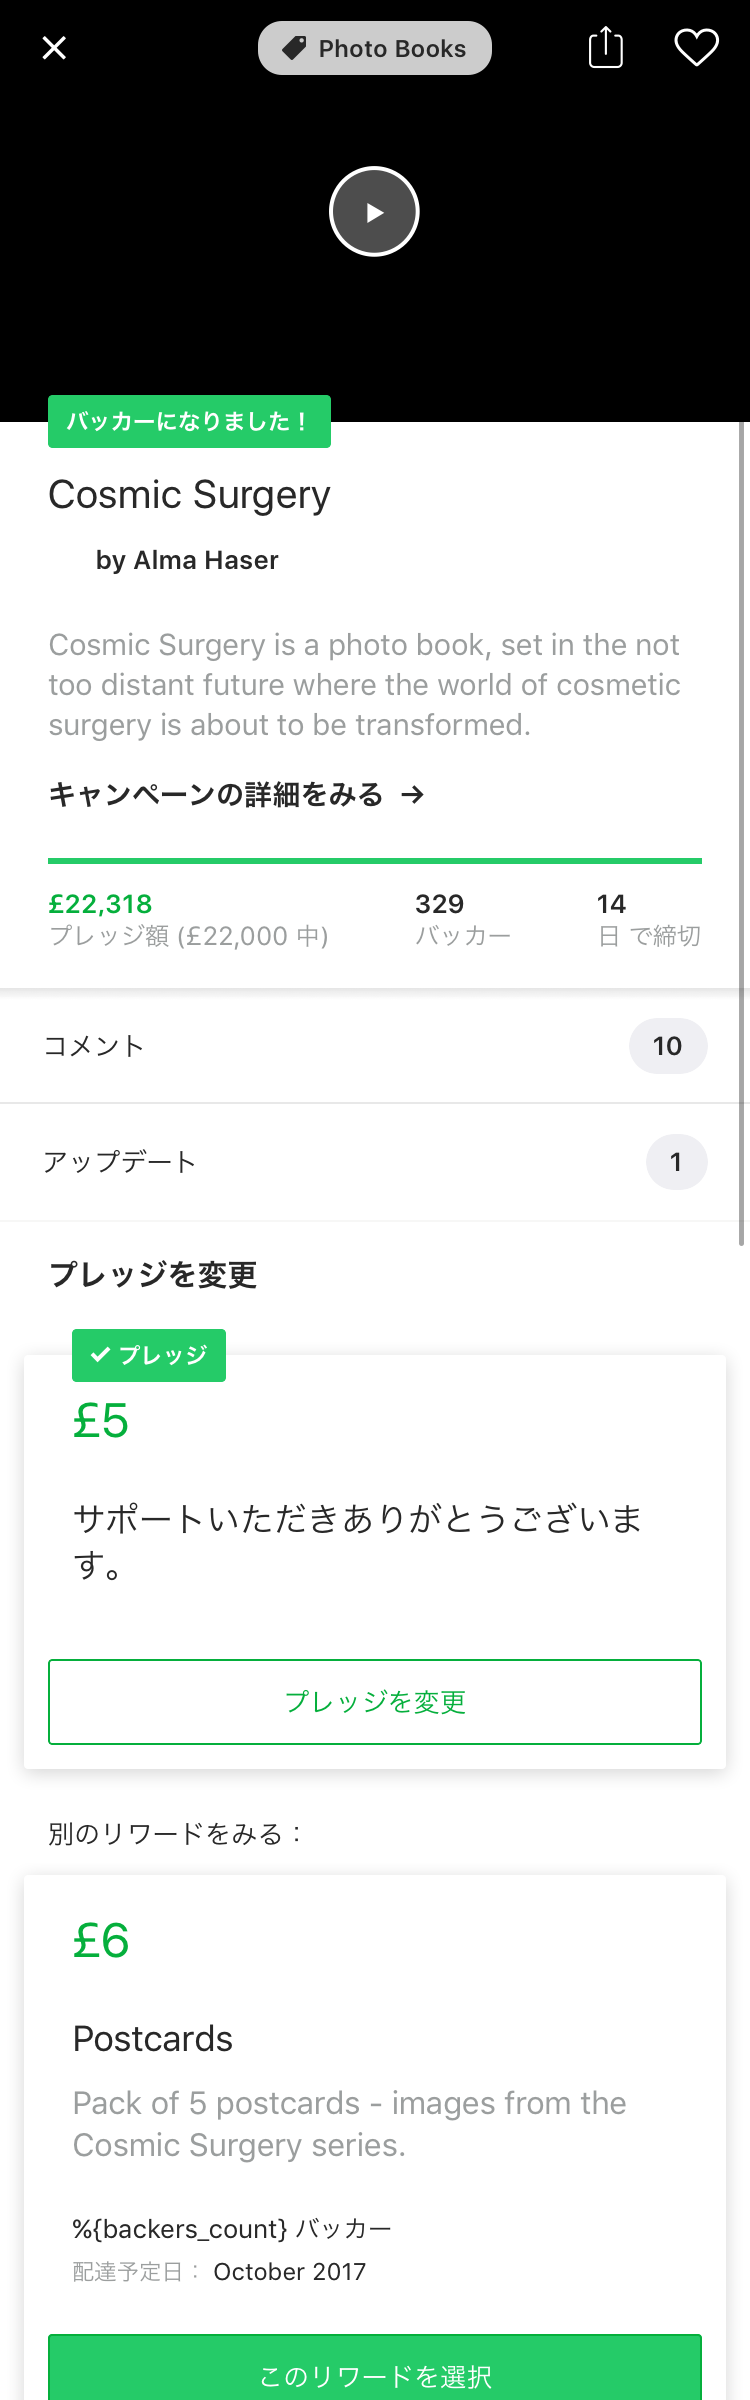 Photo Books
バッカーになりました！
Cosmic Surgery
by Alma Haser
Cosmic Surgery is a photo book, set in the not
too distant future where the world of cosmetic
surgery is about to be transformed.
キャンペーンの詳細をみる →
£22,318
プレッジ額 (£22,000 中)
329
バッカー
14
日 で締切
コメント
10
アップデート
1
プレッジを変更
✓ プレッジ
£5
サポートいただきありがとうございま
す。
プレッジを変更
別のリワードをみる：
£6
Postcards
Pack of 5 postcards - images from the
Cosmic Surgery series.
%{backers_count} バッカー
配達予定日： October 2017
このリワードを選択